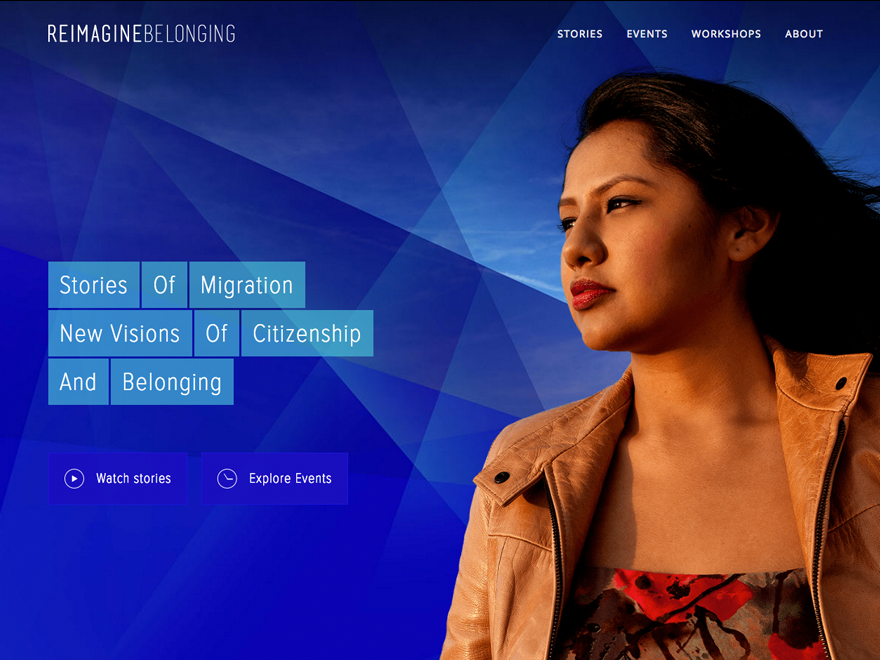 REIMAGINEBELONGING
STORIES EVENTS WORKSHOPS ABOUT
Stories Of Migration
New Visions Of Citizenship
And Belonging
Watch stories Explore Events